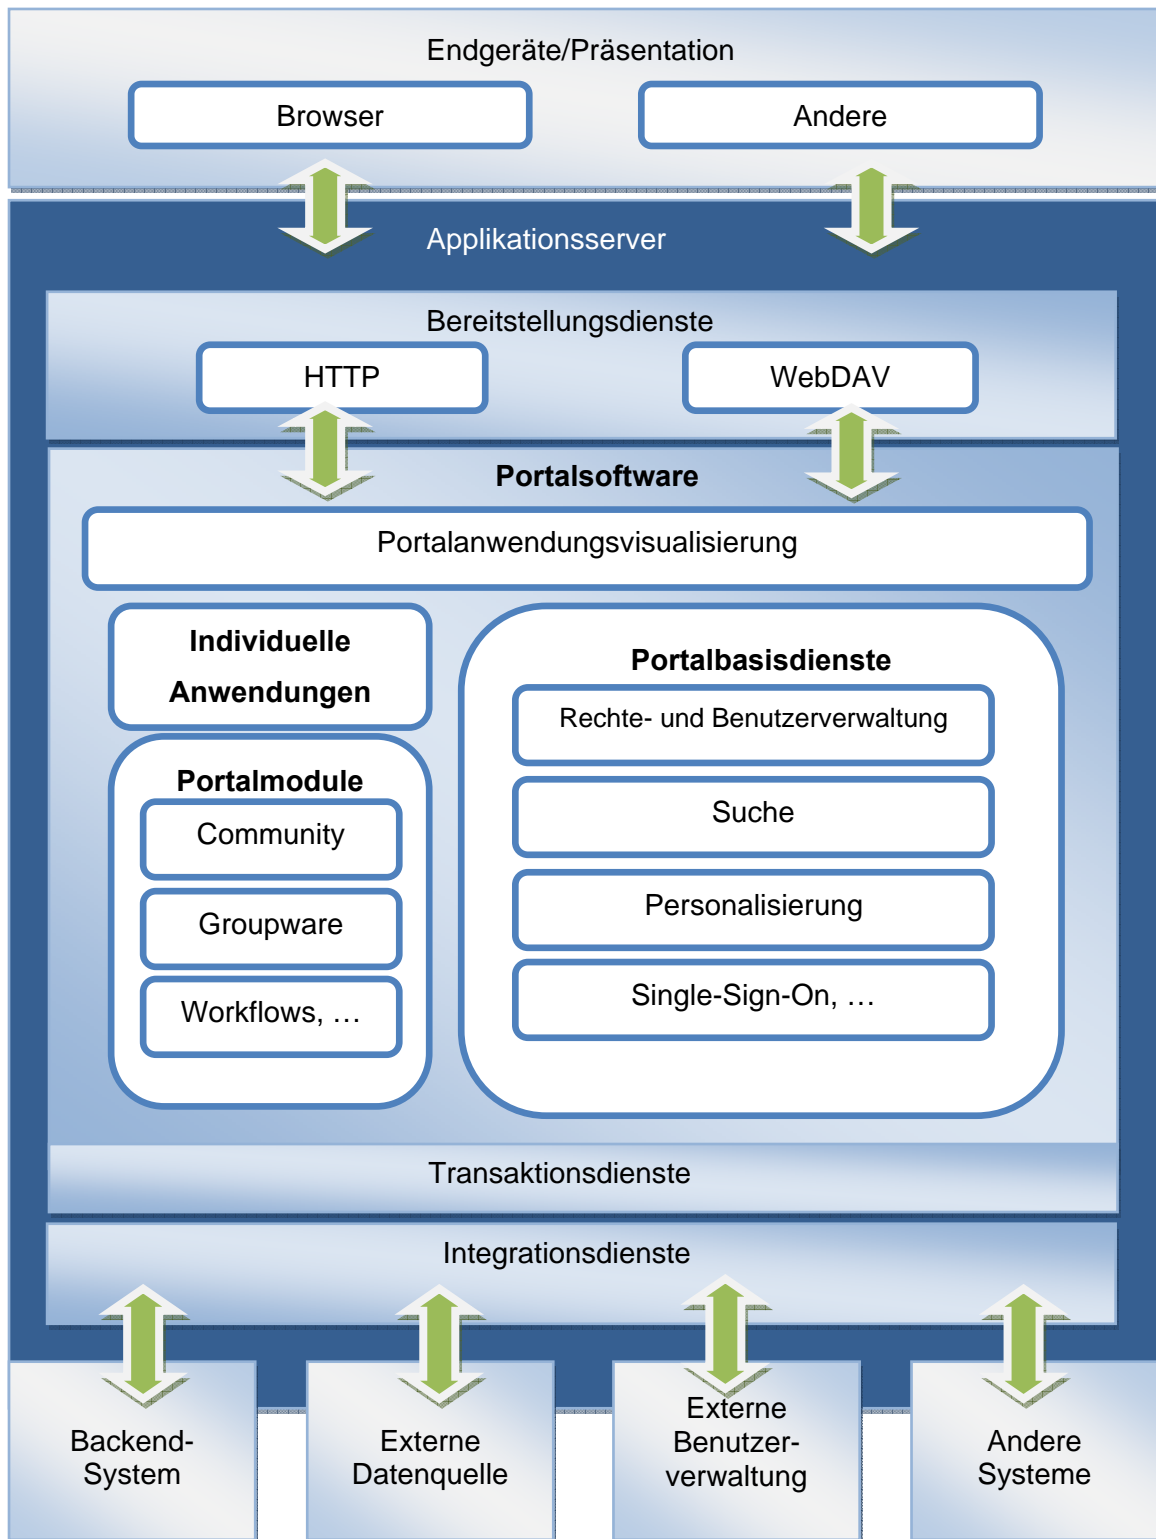 Endgeräte/Präsentation
Browser
Andere
Applikationsserver
Bereitstellungsdienste
HTTP
WebDAV
Portalsoftware
Portalanwendungsvisualisierung
Individuelle
Anwendungen
Portalmodule
Community
Groupware
Workflows, …
Portalbasisdienste
Rechte- und Benutzerverwaltung
Suche
Personalisierung
Single-Sign-On, …
Transaktionsdienste
Integrationsdienste
Backend-
System
Externe
Datenquelle
Externe
Benutzer-
verwaltung
Andere
Systeme